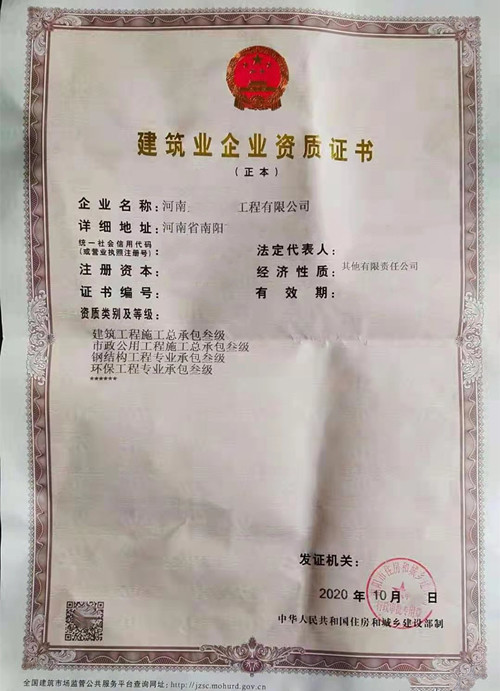 建筑业企业资质证书
(正本)
企业名称:河南 工程有限公司
详细地址:河南省南阳
统一社会信用代码
(或营业执照注册号): 法定代表人:
注册资本: 经济性质:其他有限责任公司
证书编号: 有效期:
资质类别及等级:
建筑工程施工总承包叁级
市政公用工程施工总承包叁级
钢结构工程专业承包叁级
环保工程专业承包叁级
******
发证机关:
2020 年 10 月 日
中华人民共和国住房和城乡建设部制
全国建筑市场监管公共服务平台查询网址:http://jzsc.mohurd.gov.cn